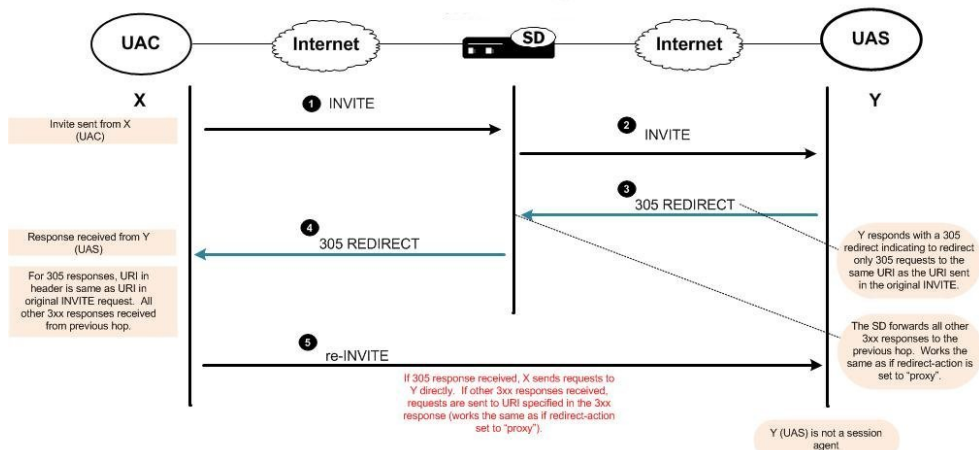 UAC
Internet
SD
Internet
UAS
X
Y
1 INVITE
Invite sent from X
(UAC)
2 INVITE
3
305 REDIRECT
4
305 REDIRECT
Response received from Y
(UAS)
Y responds with a 305
redirect indicating to redirect
only 305 requests to the
same URI as the URI sent
in the original INVITE.
For 305 responses, URI in
header is same as URI in
original INVITE request. All
other 3xx responses received
from previous hop.
The SD forwards all other
3xx responses to the
previous hop. Works the
same as if redirect-action is
set to “proxy”.
5
re-INVITE
If 305 response received, X sends requests to
Y directly. If other 3xx responses received,
requests are sent to URI specified in the 3xx
response (works the same as if redirect-action
set to “proxy”).
Y (UAS) is not a session
agent